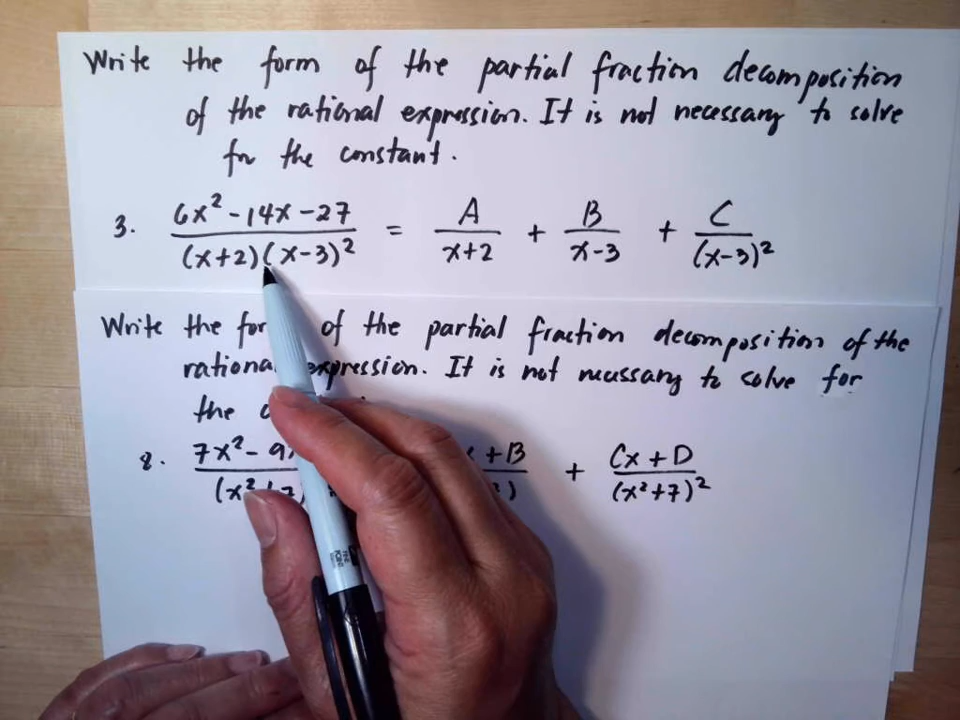 Write the form of the partial fraction decomposition
of the rational expression. It is not necessary to solve
for the constant.
3. 6x² - 14x - 27 / (x+2)(x-3)² = A / x+2 + B / x-3 + C / (x-3)²
Write the of the partial fraction decomposition of the
rational expression. It is not necessary to solve for
the
8. 7x² - 9 + B + Cx + D / (x²+7)²